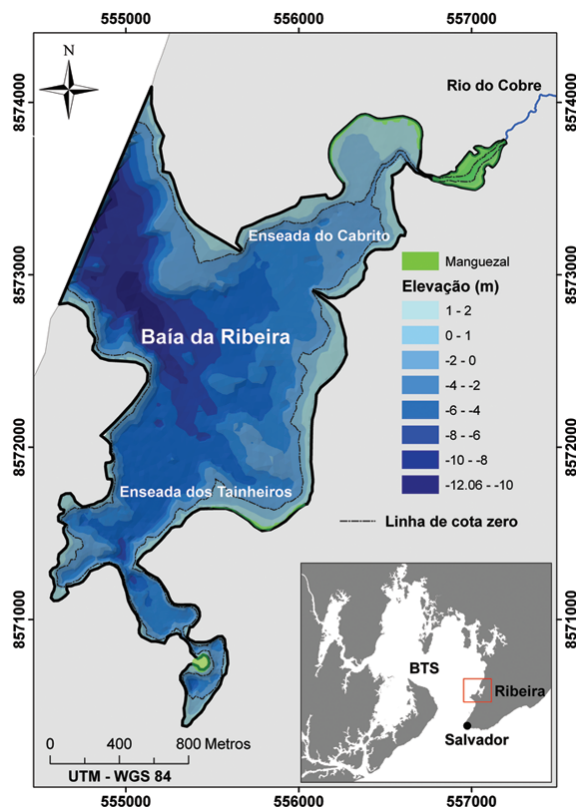 555000 556000 557000
N
8574000
8574000
Rio do Cobre
Enseada do Cabrito
8573000
8573000
Manguezal
Elevação (m)
1 - 2
0 - 1
-2 - 0
-4 - -2
-6 - -4
-8 - -6
-10 - -8
-12.06 - -10
Baía da Ribeira
8572000
8572000
Enseada dos Tainheiros
Linha de cota zero
8571000
8571000
BTS
Ribeira
Salvador
0 400 800 Metros
UTM - WGS 84
555000 556000 557000